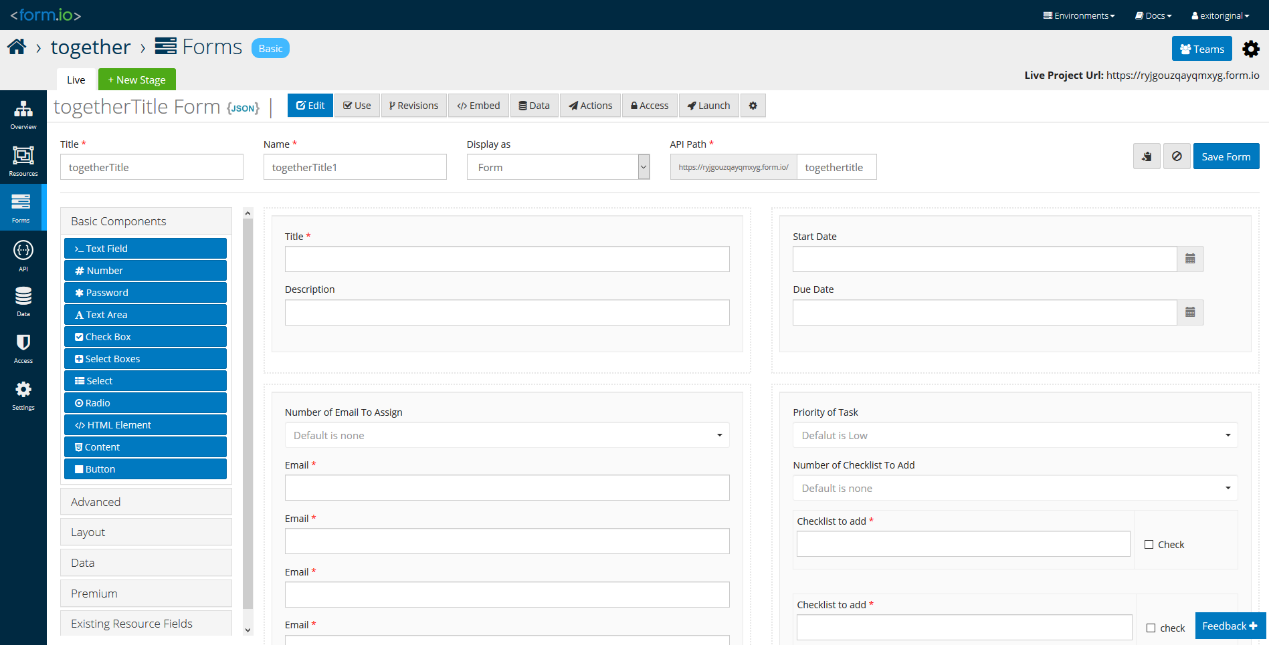 <form.io>
Environments
Docs
exitoriginal
together
Forms
Basic
Teams
Live
+ New Stage
Live Project Url: https://ryjgouzqayqmxyg.form.io
togetherTitle Form {JSON} |
Edit
Use
Revisions
Embed
Data
Actions
Access
Launch
Overview
Resources
Forms
API
Data
Access
Settings
Title *
togetherTitle
Name *
togetherTitle1
Display as
Form
API Path *
https://ryjgouzqayqmxyg.form.io/
togethertitle
Save Form
Basic Components
Text Field
Number
Password
Text Area
Check Box
Select Boxes
Select
Radio
HTML Element
Content
Button
Advanced
Layout
Data
Premium
Existing Resource Fields
Title *
Description
Start Date
Due Date
Number of Email To Assign
Default is none
Email *
Email *
Email *
Email *
Priority of Task
Defalut is Low
Number of Checklist To Add
Default is none
Checklist to add *
Check
Checklist to add *
check
Feedback +